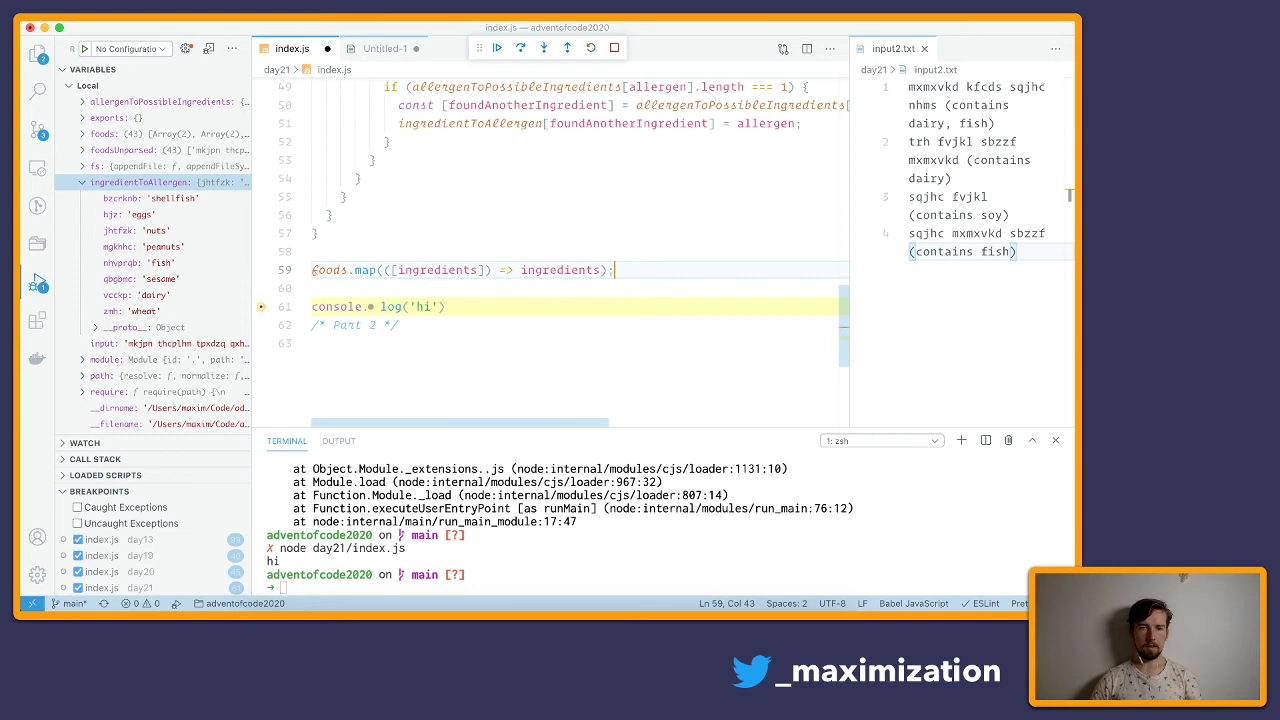 index.js — adventofcode2020
R No Configuratio
index.js
Untitled-1
input2.txt
VARIABLES
day21 > index.js
day21 > input2.txt
Local
allergenToPossibleIngredients: {…
exports: {}
foods: (43) [Array(2), Array(2),
foodsUnparsed: (43) ['mkjpn thcp…
fs: {appendFile: ƒ, appendFileSy…
ingredientToAllergen: {jhtfzk: '…
bzcrknb: 'shellfish'
hjz: 'eggs'
jhtfzk: 'nuts'
mgkhhc: 'peanuts'
nhvprqb: 'fish'
qbgbmc: 'sesame'
vcckp: 'dairy'
zmh: 'wheat'
__proto__: Object
input: "mkjpn thcplhm tpxdzq qxh…
module: Module {id: '.', path: '…
path: {resolve: ƒ, normalize: ƒ,…
require: ƒ require(path) {\n
__dirname: '/Users/maxim/Code/ad…
__filename: '/Users/maxim/Code/a…
WATCH
CALL STACK
LOADED SCRIPTS
BREAKPOINTS
Caught Exceptions
Uncaught Exceptions
index.js day13
index.js day19
index.js day20
index.js day21
49 if (allergenToPossibleIngredients[allergen].length === 1) {
50 const [foundAnotherIngredient] = allergenToPossibleIngredients[
51 ingredientToAllergen[foundAnotherIngredient] = allergen;
52 }
53 }
54 }
55 }
56 }
57 }
58
59 foods.map(([ingredients]) => ingredients);
60
61 console. log('hi')
62 /* Part 2 */
63
1 mxmxvkd kfcds sqjhc
nhms (contains
dairy, fish)
2 trh fvjkl sbzzf
mxmxvkd (contains
dairy)
3 sqjhc fvjkl
(contains soy)
4 sqjhc mxmxvkd sbzzf
(contains fish)
TERMINAL OUTPUT
1: zsh
at Object.Module._extensions..js (node:internal/modules/cjs/loader:1131:10)
at Module.load (node:internal/modules/cjs/loader:967:32)
at Function.Module._load (node:internal/modules/cjs/loader:807:14)
at Function.executeUserEntryPoint [as runMain] (node:internal/modules/run_main:76:12)
at node:internal/main/run_main_module:17:47
adventofcode2020 on main [?]
✗ node day21/index.js
hi
adventofcode2020 on main [?]
→
main* 0 0 adventofcode2020 Ln 59, Col 43 Spaces: 2 UTF-8 LF Babel JavaScript ESLint Pret
_maximization